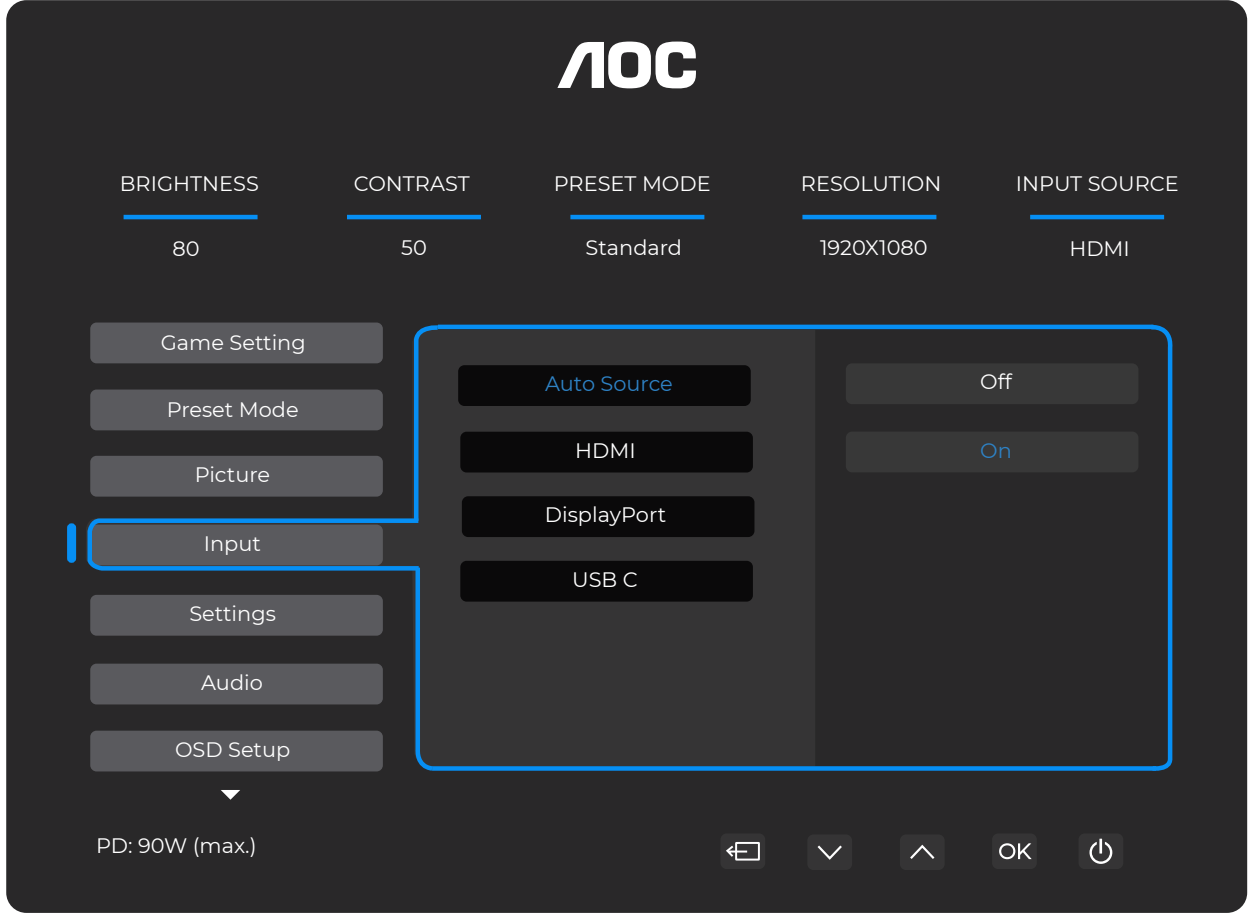 AOC
BRIGHTNESS CONTRAST PRESET MODE RESOLUTION INPUT SOURCE
80 50 Standard 1920X1080 HDMI
Game Setting
Preset Mode
Picture
Input
Settings
Audio
OSD Setup
Auto Source
HDMI
DisplayPort
USB C
Off
On
PD: 90W (max.)
OK